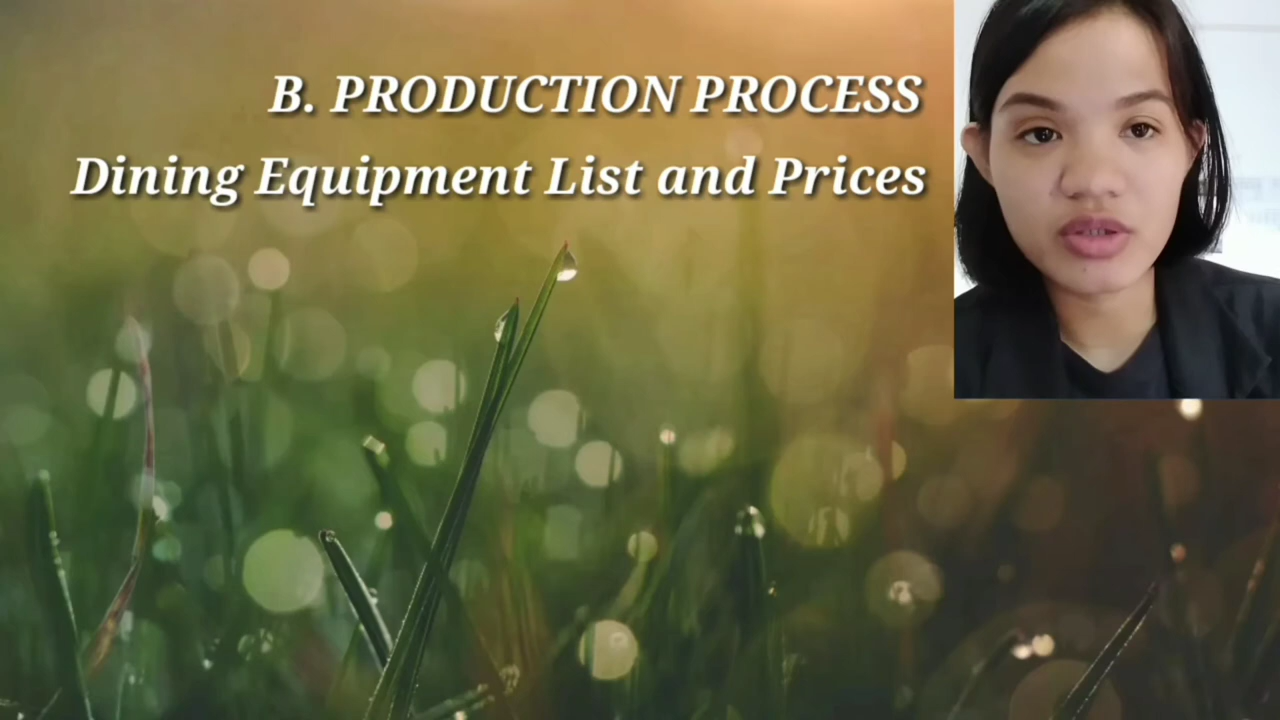 B. PRODUCTION PROCESS
Dining Equipment List and Prices